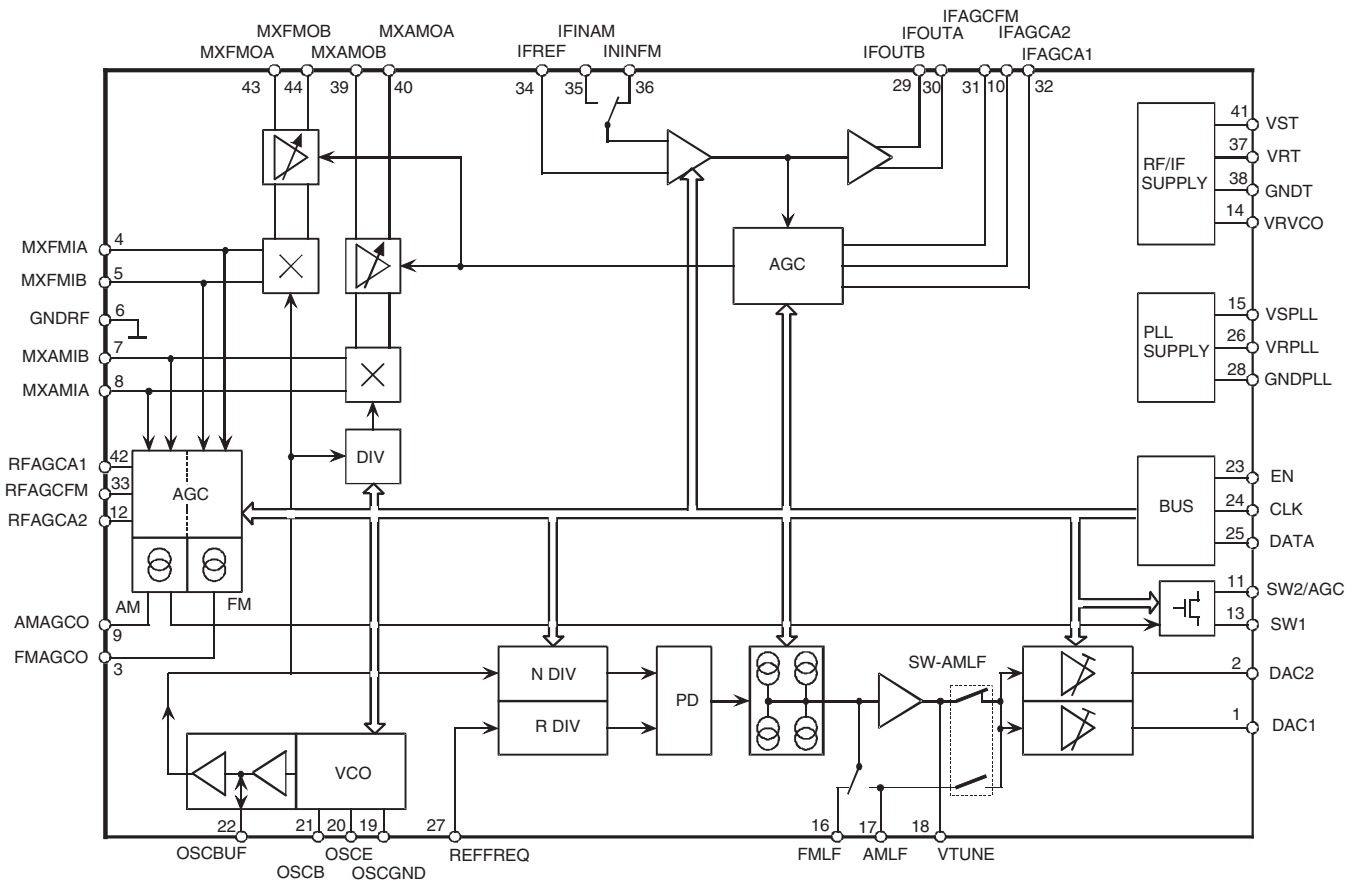 IFAGCFM
MXFMOB MXAMOA IFINAM IFOUTA IFAGCA2
MXFMOA MXAMOB IFREF ININFM IFOUTB IFAGCA1
43 44 39 40 34 35 36 29 30 31 10 32
RF/IF
SUPPLY
41 VST
37 VRT
38 GNDT
14 VRVCO
MXFMIA 4
MXFMIB 5
GNDRF 6
MXAMIB 7
MXAMIA 8
AGC
PLL
SUPPLY
15 VSPLL
26 VRPLL
28 GNDPLL
DIV
RFAGCA1 42
RFAGCFM 33
RFAGCA2 12
AGC
BUS
23 EN
24 CLK
25 DATA
AM FM
AMAGCO
9
FMAGCO
3
11 SW2/AGC
13 SW1
N DIV
R DIV
PD
SW-AMLF
2 DAC2
1 DAC1
VCO
22 21 20 19 27 16 17 18
OSCBUF OSCE REFFREQ FMLF AMLF VTUNE
OSCB OSCGND